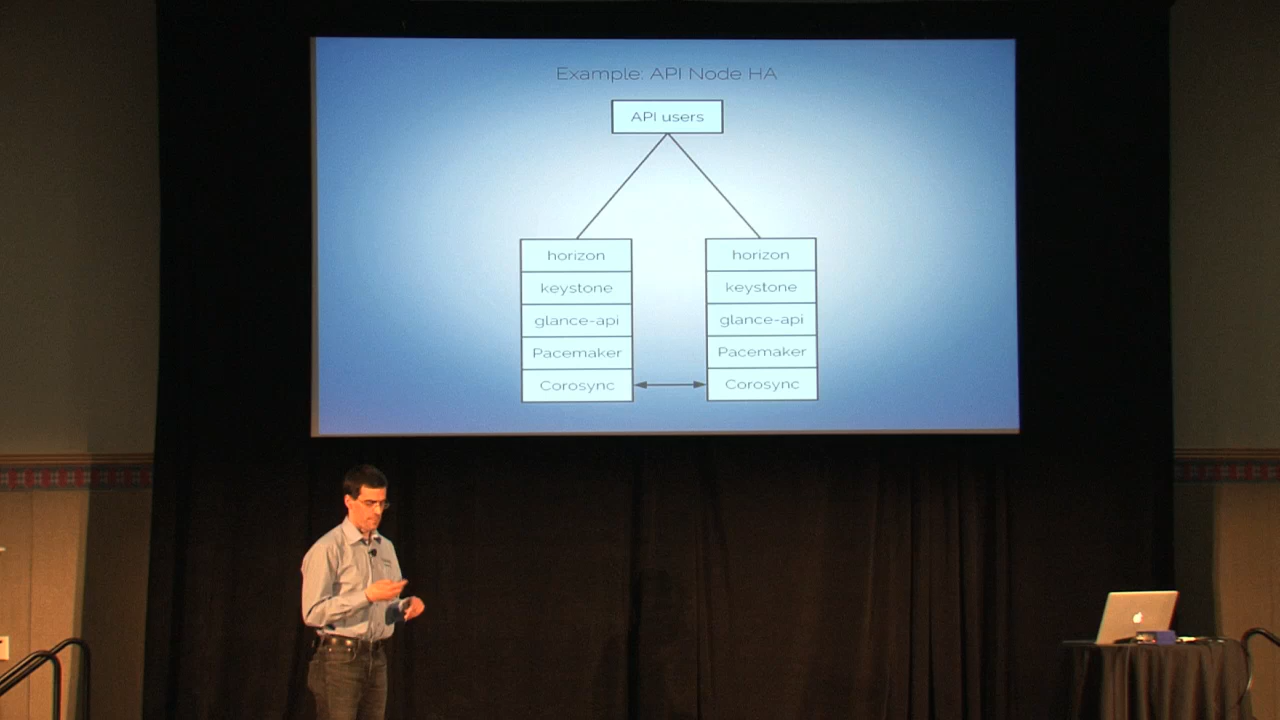 Example: API Node HA
API users
horizon
keystone
glance-api
Pacemaker
Corosync
horizon
keystone
glance-api
Pacemaker
Corosync